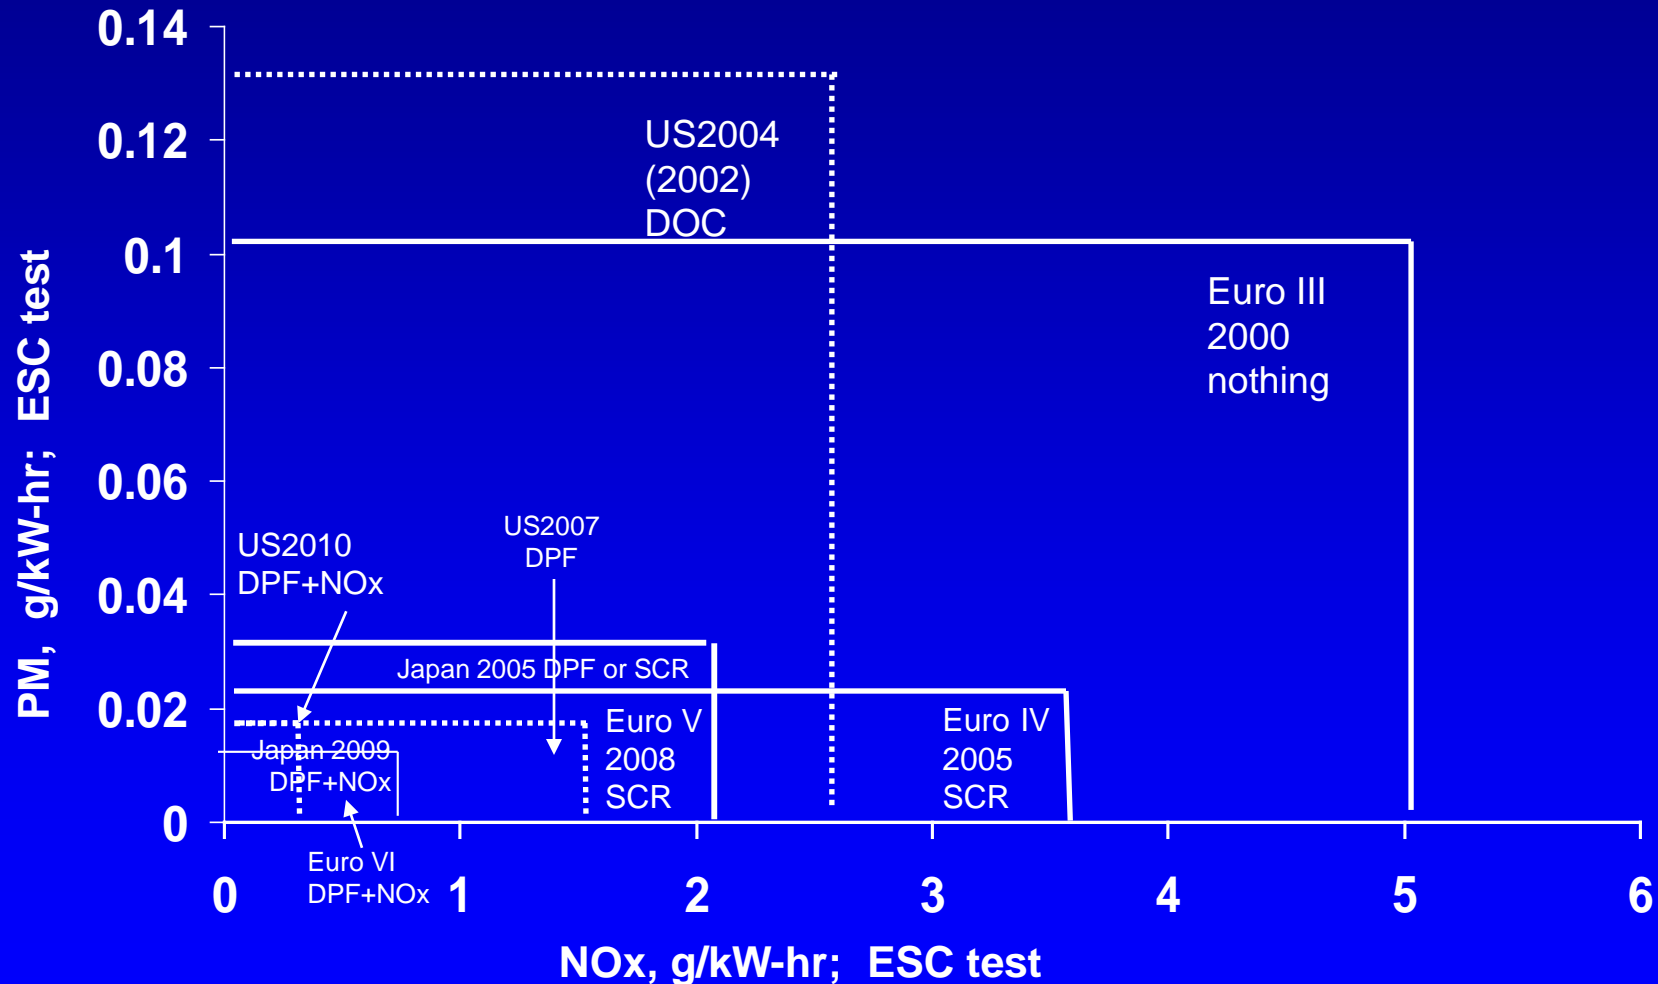 0.14
0.12
0.1
0.08
0.06
0.04
0.02
0
PM, g/kW-hr; ESC test
US2004
(2002)
DOC
Euro III
2000
nothing
US2007
DPF
US2010
DPF+NOx
Japan 2005 DPF or SCR
Euro V
2008
SCR
Euro IV
2005
SCR
Japan 2009
DPF+NOx
Euro VI
DPF+NOx
0 1 2 3 4 5 6
NOx, g/kW-hr; ESC test